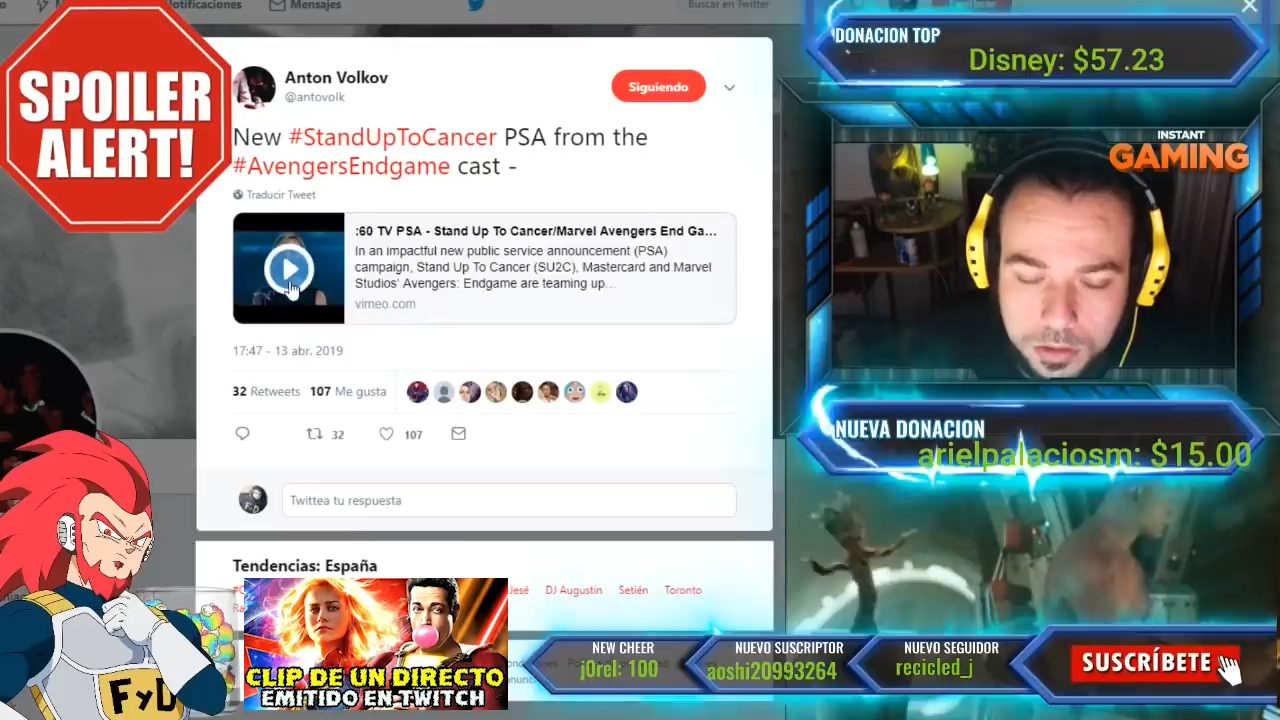 Notificaciones
Mensajes
Buscar en Twitter
SPOILER
ALERT!
Anton Volkov
@antovolk
Siguiendo
New #StandUpToCancer PSA from the
#AvengersEndgame cast -
Traducir Tweet
:60 TV PSA - Stand Up To Cancer/Marvel Avengers End Ga...
In an impactful new public service announcement (PSA)
campaign, Stand Up To Cancer (SU2C), Mastercard and Marvel
Studios' Avengers: Endgame are teaming up...
vimeo.com
17:47 - 13 abr. 2019
32 Retweets 107 Me gusta
32 107
Twittea tu respuesta
Tendencias: España
José DJ Augustin Setién Toronto
CLIP DE UN DIRECTO
EMITIDO EN TWITCH
FyD
DONACION TOP
Disney: $57.23
INSTANT
GAMING
NUEVA DONACION
arielpalaciosm: $15.00
NEW CHEER
j0rel: 100
NUEVO SUSCRIPTOR
aoshi20993264
NUEVO SEGUIDOR
recicled_j
SUSCRÍBETE